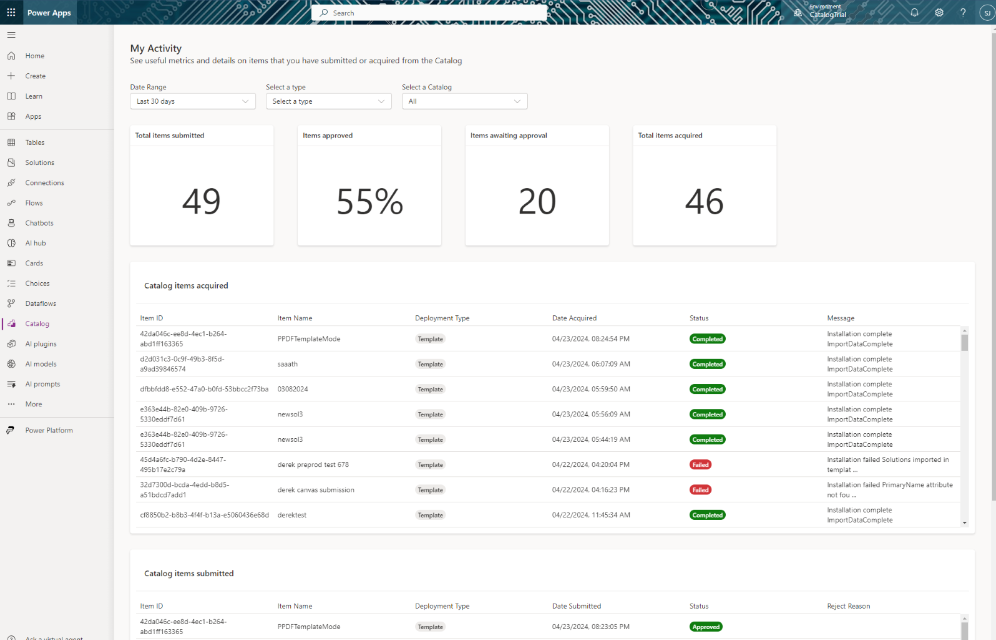 Power Apps
Search
Environment
CatalogTrial
?
SJ
Home
Create
Learn
Apps
Tables
Solutions
Connections
Flows
Chatbots
AI hub
Cards
Choices
Dataflows
Catalog
AI plugins
AI models
AI prompts
More
Power Platform
Ask a virtual agent
My Activity
See useful metrics and details on items that you have submitted or acquired from the Catalog
Date Range Select a type Select a Catalog
Last 30 days Select a type All
Total items submitted Items approved Items awaiting approval Total items acquired
49 55% 20 46
Catalog items acquired
Item ID Item Name Deployment Type Date Acquired Status Message
42da046c-ee8d-4ec1-b264-
abd1ff163365 PPDFTemplateMode Template 04/23/2024, 08:24:54 PM Completed Installation complete
ImportDataComplete
d2d031c3-0c9f-49b3-8f5d-
a9ad39846574 saaath Template 04/23/2024, 06:07:09 AM Completed Installation complete
ImportDataComplete
dfbbfdd8-e552-47a0-b0fd-53bbcc2f73ba 03082024 Template 04/23/2024, 05:59:50 AM Completed Installation complete
ImportDataComplete
e363e44b-82e0-409b-9726-
5330eddf7d61 newsol3 Template 04/23/2024, 05:56:09 AM Completed Installation complete
ImportDataComplete
e363e44b-82e0-409b-9726-
5330eddf7d61 newsol3 Template 04/23/2024, 05:44:19 AM Completed Installation complete
ImportDataComplete
45d4a6fc-b790-4d2e-8447-
495b17e2c79a derek preprod test 678 Template 04/22/2024, 04:20:04 PM Failed Installation failed Solutions imported in
templat ...
32d7300d-bcda-4edd-b8d5-
a51bdcd7add1 derek canvas submission Template 04/22/2024, 04:16:23 PM Failed Installation failed PrimaryName attribute
not fou ...
cf8850b2-b8b3-4f4f-b13a-e5060436e68d derektest Template 04/22/2024, 11:45:34 AM Completed Installation complete
ImportDataComplete
Catalog items submitted
Item ID Item Name Deployment Type Date Submitted Status Reject Reason
42da046c-ee8d-4ec1-b264-
abd1ff163365 PPDFTemplateMode Template 04/23/2024, 08:23:05 PM Approved